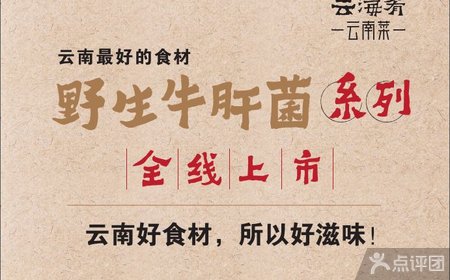 云海肴
云南菜
云南最好的食材
野生牛肝菌系列
全线上市
云南好食材，所以好滋味！
点评团